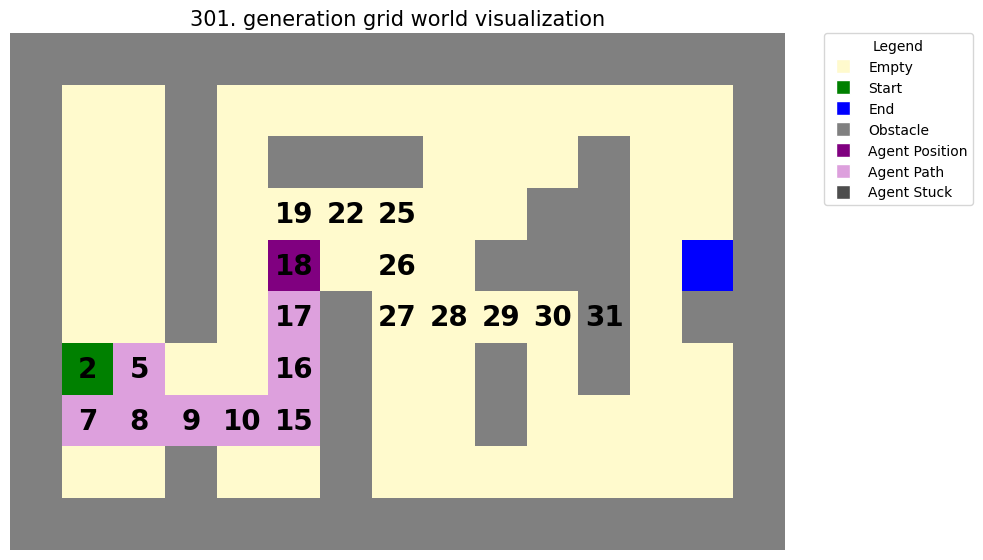 301. generation grid world visualization
Legend
Empty
Start
End
Obstacle
Agent Position
Agent Path
Agent Stuck
19 22 25
18 26
17 27 28 29 30 31
2 5 16
7 8 9 10 15